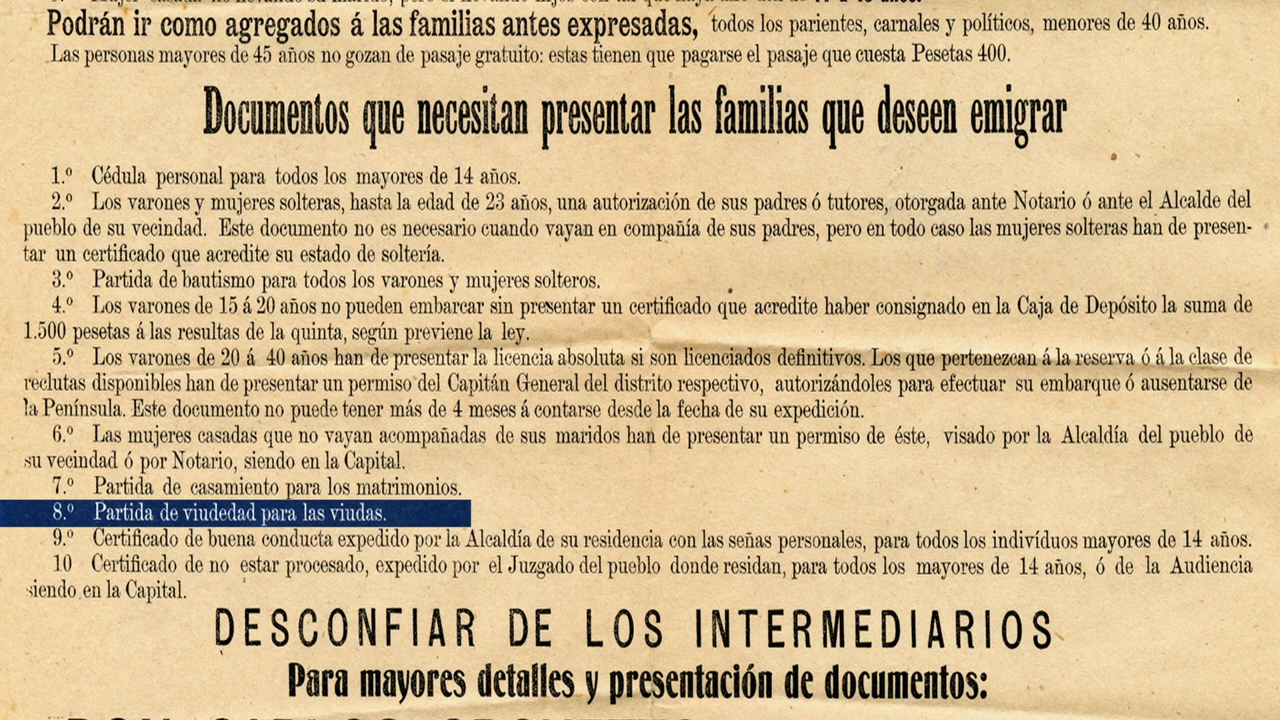 Podrán ir como agregados á las familias antes expresadas, todos los parientes, carnales y políticos, menores de 40 años.
Las personas mayores de 45 años no gozan de pasaje gratuito: estas tienen que pagarse el pasaje que cuesta Pesetas 400.
Documentos que necesitan presentar las familias que deseen emigrar
1.º Cédula personal para todos los mayores de 14 años.
2.º Los varones y mujeres solteras, hasta la edad de 23 años, una autorización de sus padres ó tutores, otorgada ante Notario ó ante el Alcalde del
pueblo de su vecindad. Este documento no es necesario cuando vayan en compañía de sus padres, pero en todo caso las mujeres solteras han de presen-
tar un certificado que acredite su estado de soltería.
3.º Partida de bautismo para todos los varones y mujeres solteros.
4.º Los varones de 15 á 20 años no pueden embarcar sin presentar un certificado que acredite haber consignado en la Caja de Depósito la suma de
1.500 pesetas á las resultas de la quinta, según previene la ley.
5.º Los varones de 20 á 40 años han de presentar la licencia absoluta si son licenciados definitivos. Los que pertenezcan á la reserva ó á la clase de
reclutas disponibles han de presentar un permiso del Capitán General del distrito respectivo, autorizándoles para efectuar su embarque ó ausentarse de
la Península. Este documento no puede tener más de 4 meses á contarse desde la fecha de su expedición.
6.º Las mujeres casadas que no vayan acompañadas de sus maridos han de presentar un permiso de éste, visado por la Alcaldía del pueblo de
su vecindad ó por Notario, siendo en la Capital.
7.º Partida de casamiento para los matrimonios.
8.º Partida de viudedad para las viudas.
9.º Certificado de buena conducta expedido por la Alcaldía de su residencia con las señas personales, para todos los indivíduos mayores de 14 años.
10 Certificado de no estar procesado, expedido por el Juzgado del pueblo donde residan, para todos los mayores de 14 años, ó de la Audiencia
siendo en la Capital.
DESCONFIAR DE LOS INTERMEDIARIOS
Para mayores detalles y presentación de documentos: